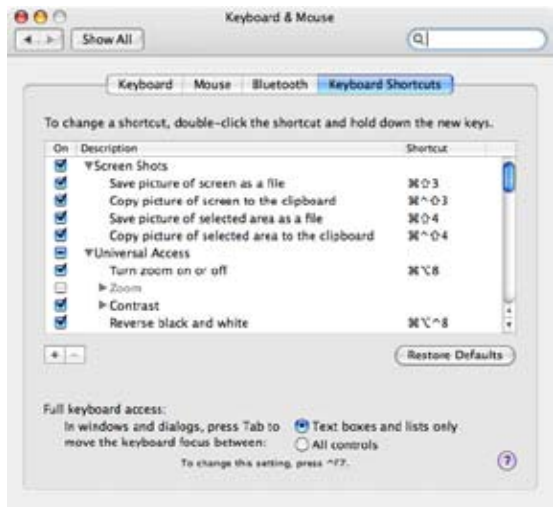 Keyboard & Mouse
Show All
Keyboard Mouse Bluetooth Keyboard Shortcuts
To change a shortcut, double-click the shortcut and hold down the new keys.
On Description Shortcut
▼Screen Shots
Save picture of screen as a file ⌘⇧3
Copy picture of screen to the clipboard ⌘^⇧3
Save picture of selected area as a file ⌘⇧4
Copy picture of selected area to the clipboard ⌘^⇧4
▼Universal Access
Turn zoom on or off ⌘⌥8
▶Zoom
▶Contrast
Reverse black and white ⌘⌥^8
+ −
Restore Defaults
Full keyboard access:
In windows and dialogs, press Tab to move the keyboard focus between:
Text boxes and lists only
All controls
To change this setting, press ^F7.
?